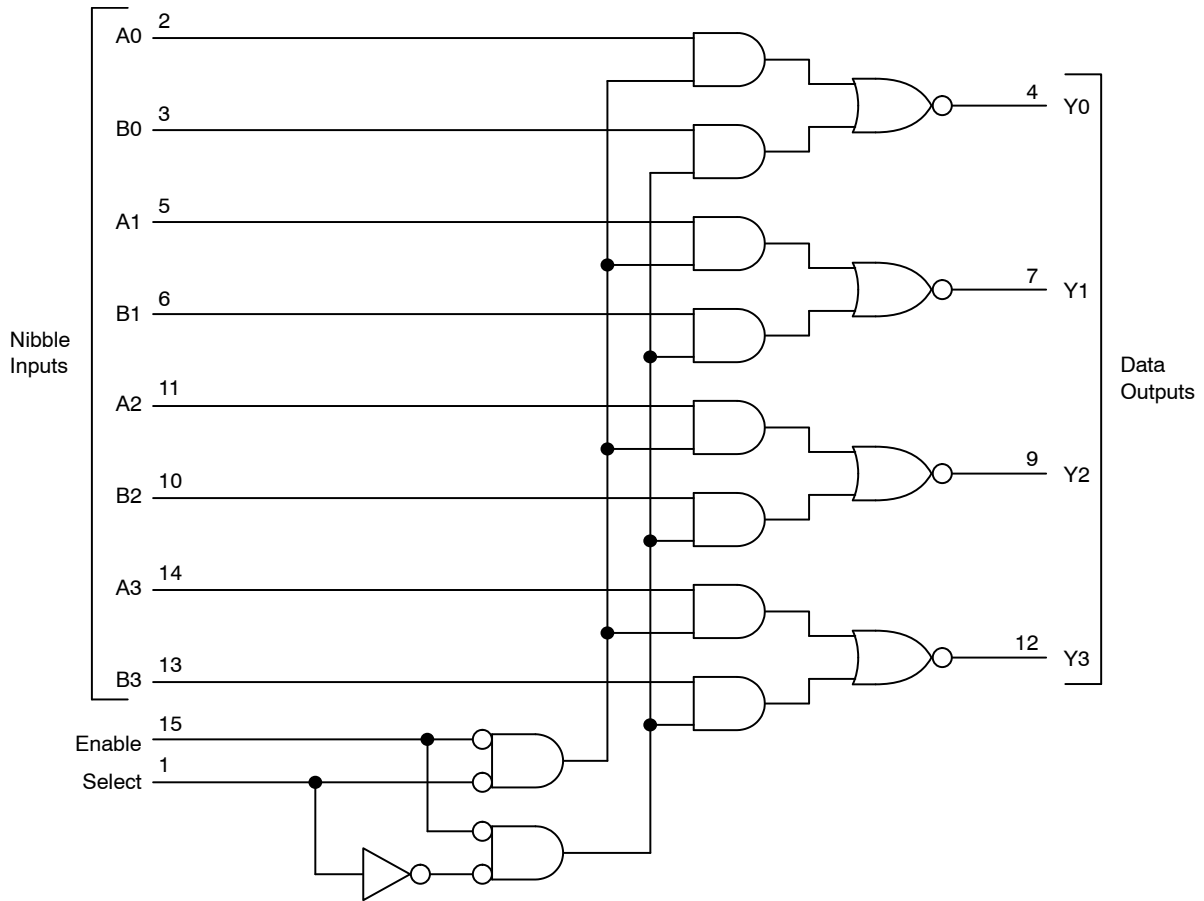 A0 2
B0 3
A1 5
B1 6
A2 11
B2 10
A3 14
B3 13
Nibble
Inputs
Enable 15
Select 1
4 Y0
7 Y1
9 Y2
12 Y3
Data
Outputs